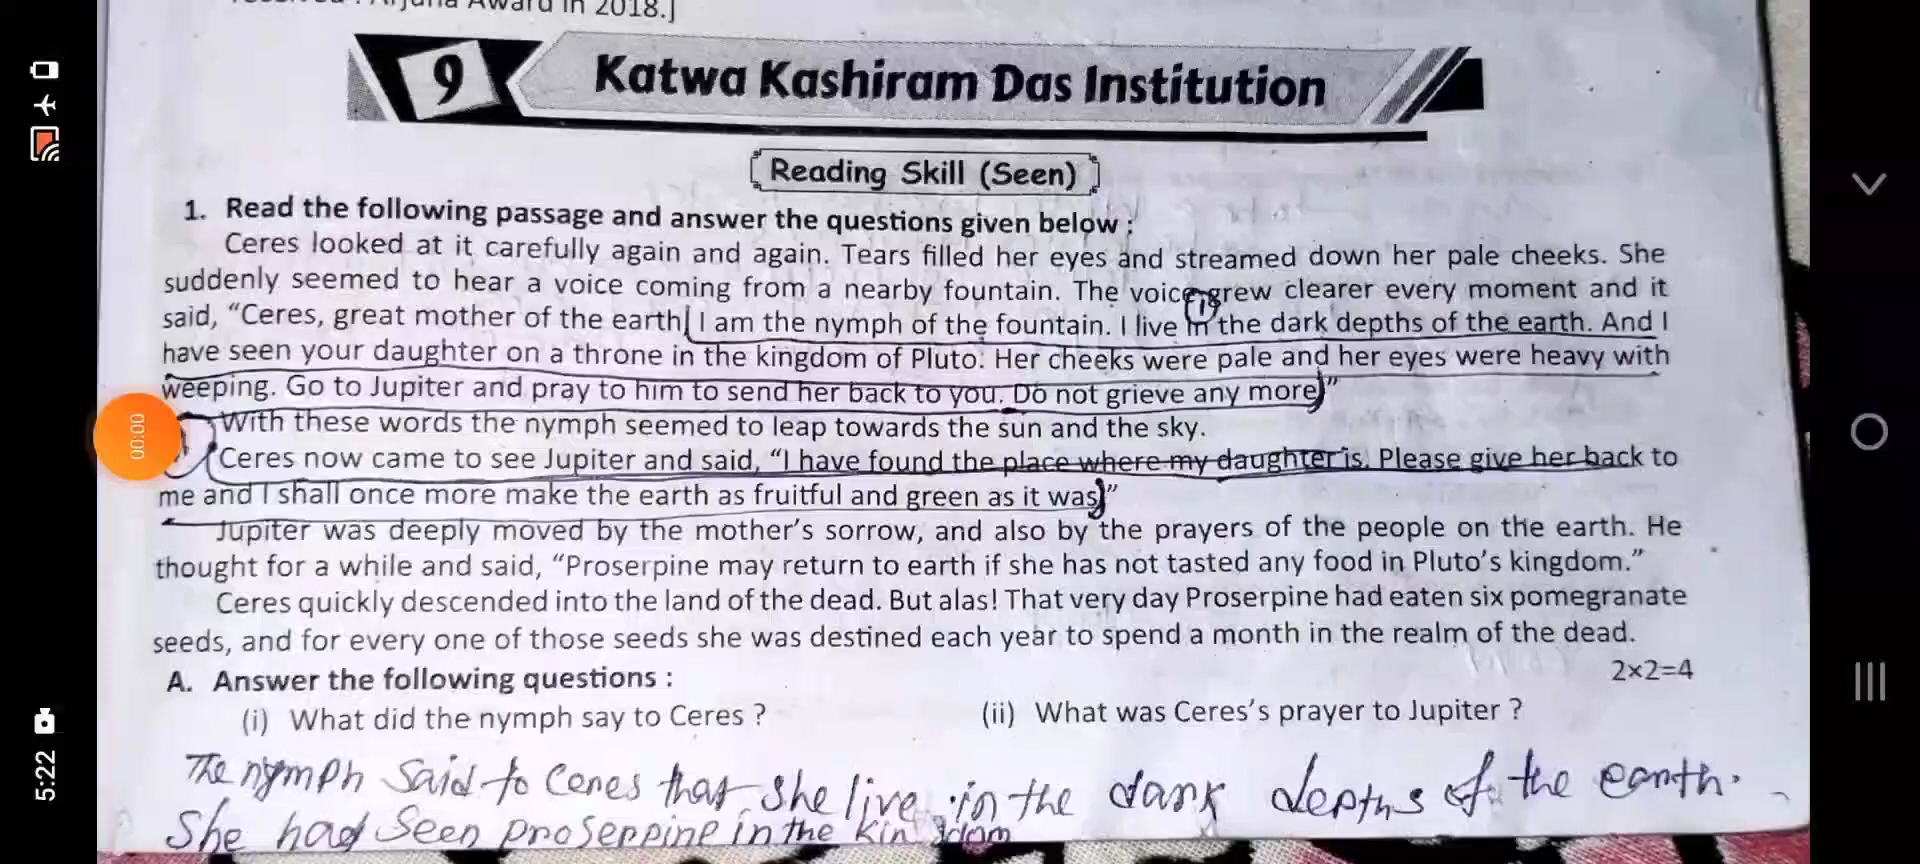 Award in 2018.]
9 Katwa Kashiram Das Institution
Reading Skill (Seen)
1. Read the following passage and answer the questions given below :
Ceres looked at it carefully again and again. Tears filled her eyes and streamed down her pale cheeks. She
suddenly seemed to hear a voice coming from a nearby fountain. The voice grew clearer every moment and it
said, “Ceres, great mother of the earth, I am the nymph of the fountain. I live in the dark depths of the earth. And I
have seen your daughter on a throne in the kingdom of Pluto. Her cheeks were pale and her eyes were heavy with
weeping. Go to Jupiter and pray to him to send her back to you. Do not grieve any more.”
With these words the nymph seemed to leap towards the sun and the sky.
Ceres now came to see Jupiter and said, “I have found the place where my daughter is. Please give her back to
me and I shall once more make the earth as fruitful and green as it was.”
Jupiter was deeply moved by the mother’s sorrow, and also by the prayers of the people on the earth. He
thought for a while and said, “Proserpine may return to earth if she has not tasted any food in Pluto’s kingdom.”
Ceres quickly descended into the land of the dead. But alas! That very day Proserpine had eaten six pomegranate
seeds, and for every one of those seeds she was destined each year to spend a month in the realm of the dead.
A. Answer the following questions : 2×2=4
(i) What did the nymph say to Ceres ? (ii) What was Ceres’s prayer to Jupiter ?
The nymph said to Ceres that she live in the dark depths of the earth.
She had seen proserpine in the kingdom
00:00
5:22